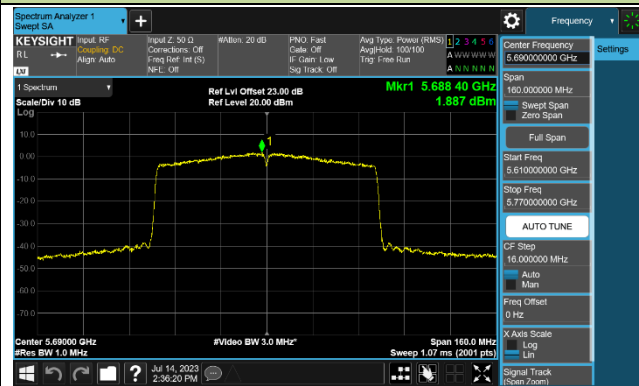 Spectrum Analyzer 1
Swept SA
Frequency
KEYSIGHT
RL
LXI
Input: RF
Coupling: DC
Align: Auto
Input Z: 50 Ω
Corrections: Off
Freq Ref: Int (S)
NFE: Off
#Atten: 20 dB
PNO: Fast
Gate: Off
IF Gain: Low
Sig Track: Off
Avg Type: Power (RMS)
Avg|Hold: 100/100
Trig: Free Run
1 2 3 4 5 6
A W W W W W
A N N N N N
Center Frequency
5.690000000 GHz
Settings
Span
160.000000 MHz
Swept Span
Zero Span
Full Span
Start Freq
5.610000000 GHz
Stop Freq
5.770000000 GHz
AUTO TUNE
CF Step
16.000000 MHz
Auto
Man
Freq Offset
0 Hz
X Axis Scale
Log
Lin
Signal Track
(Span Zoom)
1 Spectrum
Scale/Div 10 dB
Log
Ref Lvl Offset 23.00 dB
Ref Level 20.00 dBm
Mkr1 5.688 40 GHz
1.887 dBm
1
10.0
0.00
-10.0
-20.0
-30.0
-40.0
-50.0
-60.0
-70.0
Center 5.69000 GHz
#Res BW 1.0 MHz
#Video BW 3.0 MHz*
Span 160.0 MHz
Sweep 1.07 ms (2001 pts)
?
Jul 14, 2023
2:36:20 PM